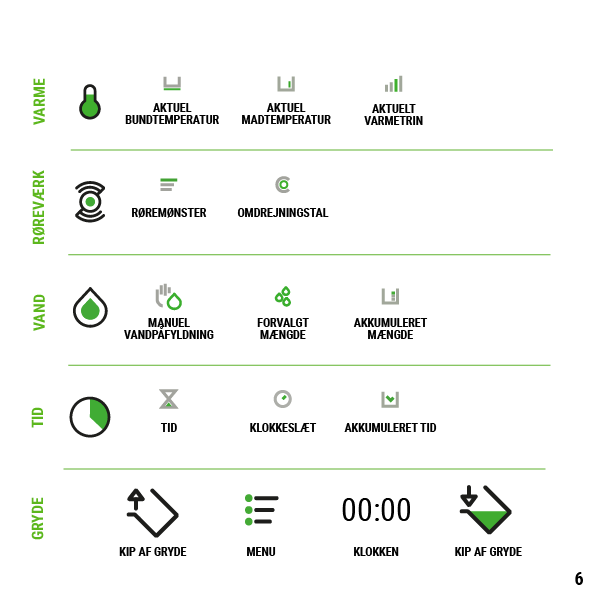 VARME
AKTUEL
BUNDTEMPERATUR
AKTUEL
MADTEMPERATUR
AKTUELT
VARMETRIN
RØREVÆRK
RØREMØNSTER
OMDREJNINGSTAL
VAND
MANUEL
VANDPÅFYLDNING
FORVALGT
MÆNGDE
AKKUMULERET
MÆNGDE
TID
TID
KLOKKESLÆT
AKKUMULERET TID
GRYDE
KIP AF GRYDE
MENU
00:00
KLOKKEN
KIP AF GRYDE
6